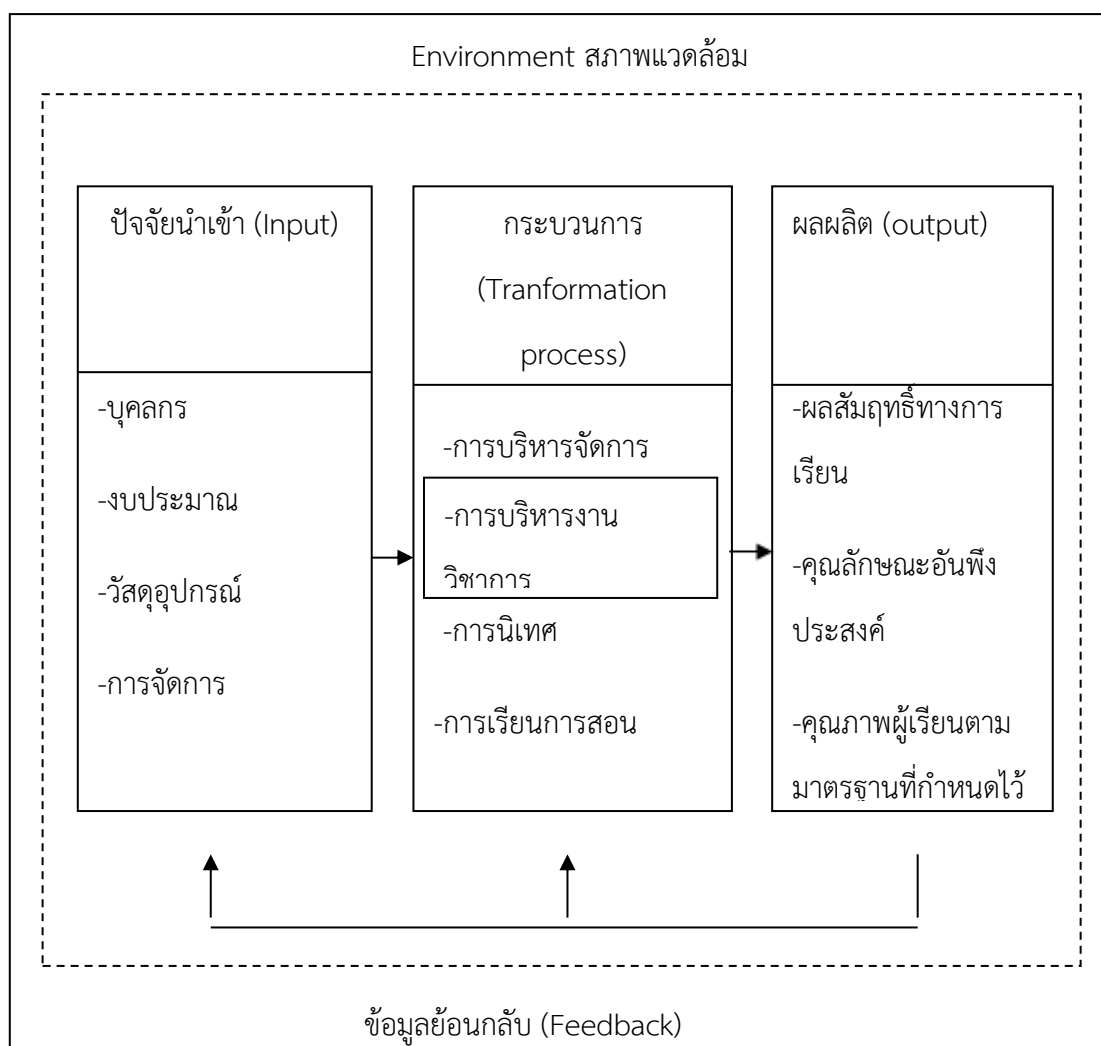 Environment สภาพแวดล้อม
ปัจจัยนำเข้า (Input)
-บุคลกร
-งบประมาณ
-วัสดุอุปกรณ์
-การจัดการ
กระบวนการ
(Tranformation
process)
-การบริหารจัดการ
-การบริหารงาน
วิชาการ
-การนิเทศ
-การเรียนการสอน
ผลผลิต (output)
-ผลสัมฤทธิ์ทางการ
เรียน
-คุณลักษณะอันพึง
ประสงค์
-คุณภาพผู้เรียนตาม
มาตรฐานที่กำหนดไว้
ข้อมูลย้อนกลับ (Feedback)